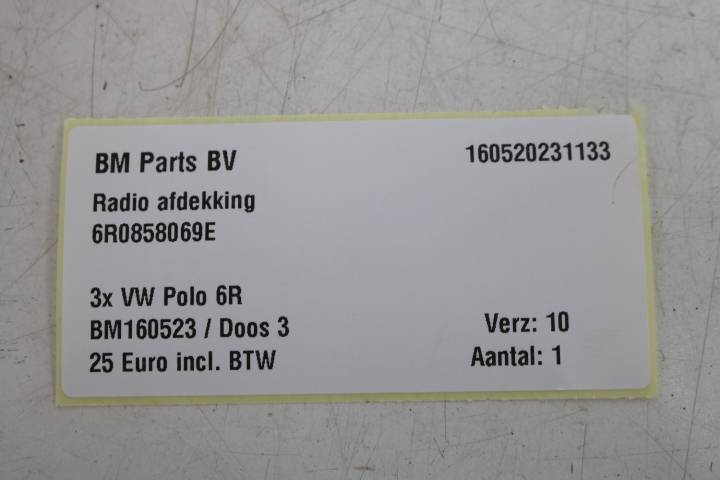 BM Parts BV 160520231133
Radio afdekking
6R0858069E
3x VW Polo 6R
BM160523 / Doos 3 Verz: 10
25 Euro incl. BTW Aantal: 1